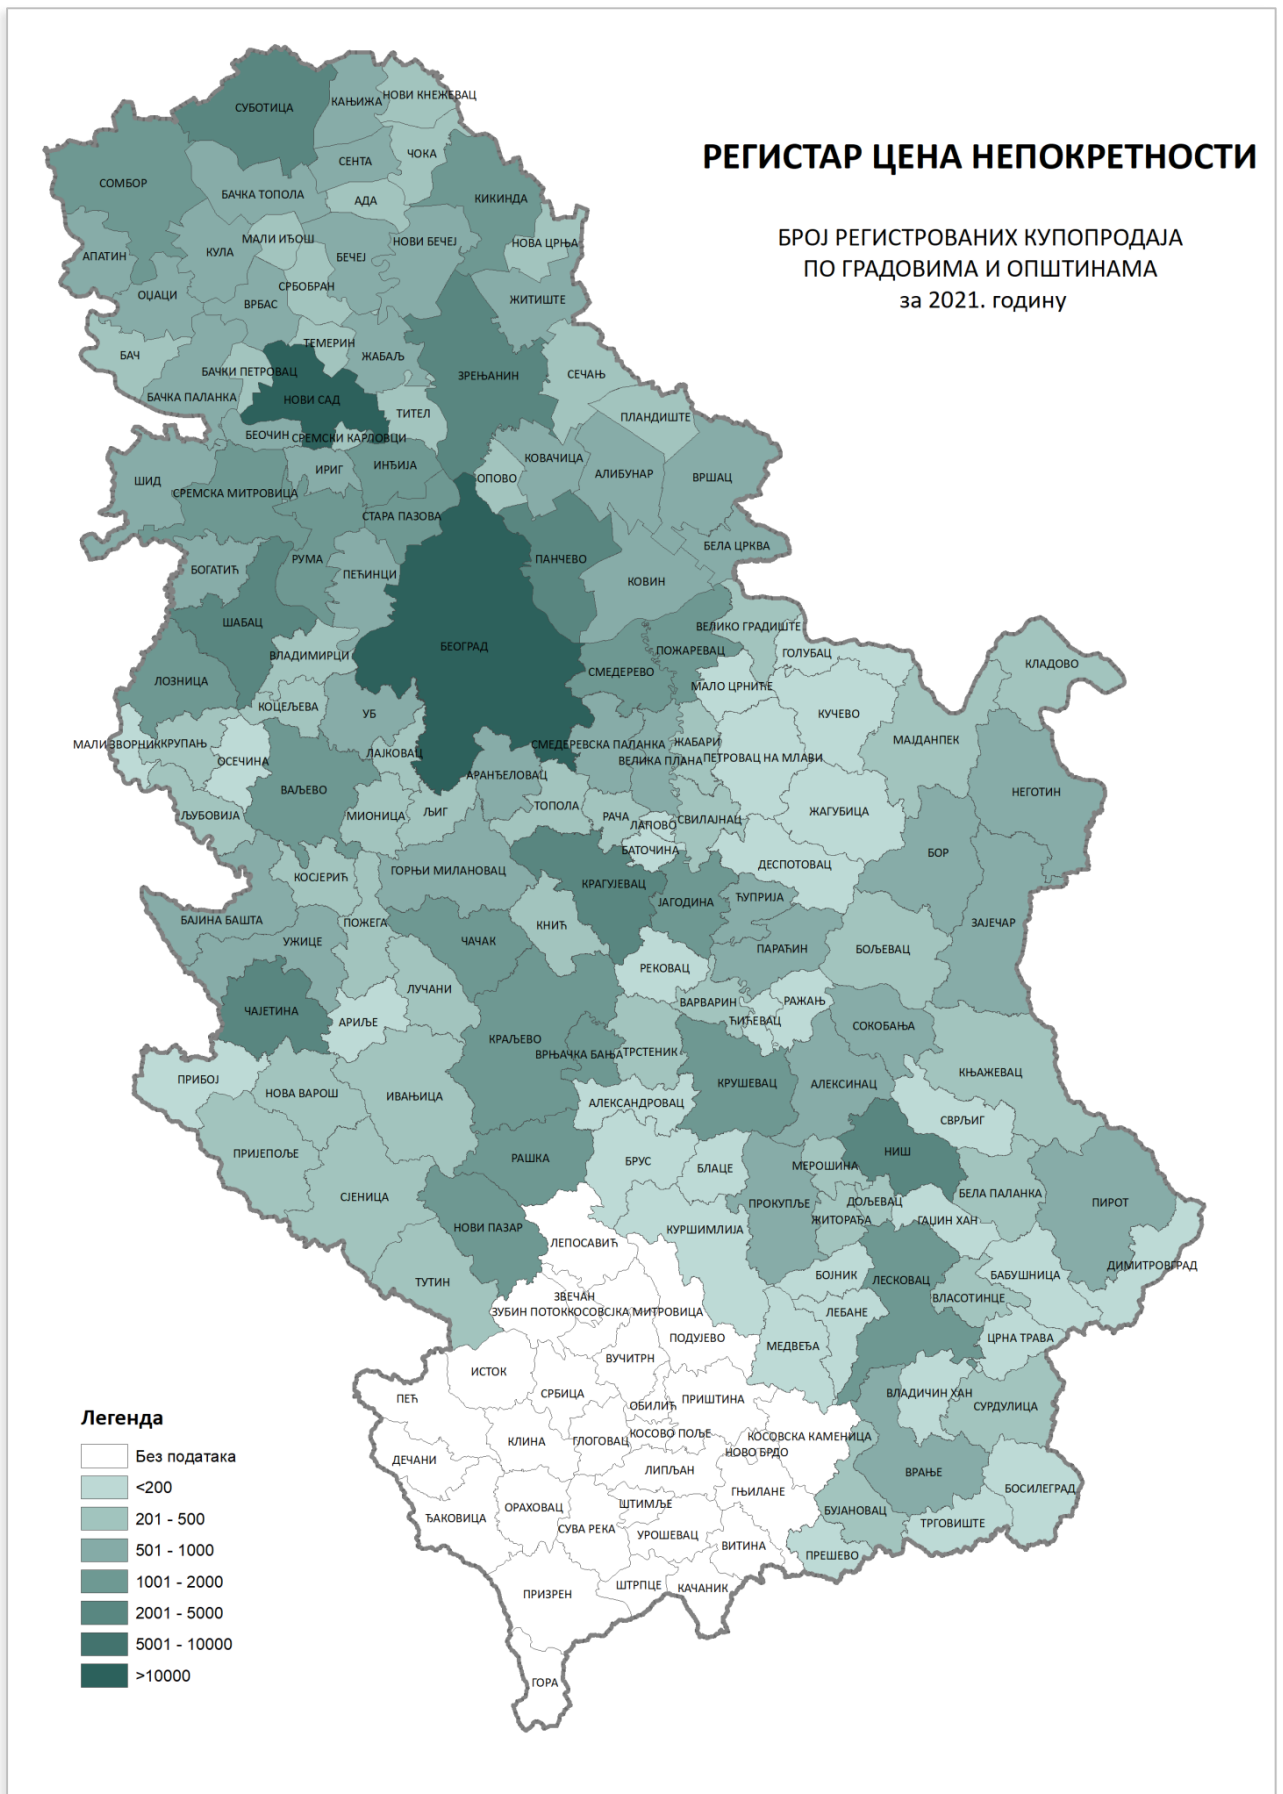 РЕГИСТАР ЦЕНА НЕПОКРЕТНОСТИ
БРОЈ РЕГИСТРОВАНИХ КУПОПРОДАЈА
ПО ГРАДОВИМА И ОПШТИНАМА
за 2021. годину
СУБОТИЦА
КАЊИЖА
НОВИ КНЕЖЕВАЦ
СЕНТА
ЧОКА
СОМБОР
БАЧКА ТОПОЛА
АДА
КИКИНДА
АПАТИН
КУЛА
МАЛИ ИЂОШ
БЕЧЕЈ
НОВИ БЕЧЕЈ
НОВА ЦРЊА
ОЏАЦИ
СРБОБРАН
ВРБАС
ЖИТИШТЕ
БАЧ
ТЕМЕРИН
ЖАБАЉ
БАЧКИ ПЕТРОВАЦ
ЗРЕЊАНИН
СЕЧАЊ
БАЧКА ПАЛАНКА
НОВИ САД
ТИТЕЛ
ПЛАНДИШТЕ
БЕОЧИН
СРЕМСКИ КАРЛОВЦИ
ШИД
СРЕМСКА МИТРОВИЦА
ИРИГ
ИНЂИЈА
ОПОВО
КОВАЧИЦА
АЛИБУНАР
ВРШАЦ
СТАРА ПАЗОВА
БОГАТИЋ
РУМА
ПЕЋИНЦИ
ПАНЧЕВО
БЕЛА ЦРКВА
КОВИН
ШАБАЦ
ВЛАДИМИРЦИ
БЕОГРАД
ВЕЛИКО ГРАДИШТЕ
ПОЖАРЕВАЦ
ГОЛУБАЦ
КЛАДОВО
ЛОЗНИЦА
СМЕДЕРЕВО
МАЛО ЦРНИЋЕ
КОЦЕЉЕВА
УБ
КУЧЕВО
МАЛИ ЗВОРНИК
КРУПАЊ
ОСЕЧИНА
ЛАЈКОВАЦ
СМЕДЕРЕВСКА ПАЛАНКА
ЖАБАРИ
МАЈДАНПЕК
ВЕЛИКА ПЛАНА
ПЕТРОВАЦ НА МЛАВИ
ВАЉЕВО
АРАНЂЕЛОВАЦ
НЕГОТИН
ЉУБОВИЈА
МИОНИЦА
ЉИГ
ТОПОЛА
РАЧА
ЛАПОВО
СВИЛАЈНАЦ
ЖАГУБИЦА
БАТОЧИНА
БОР
КОСЈЕРИЋ
ГОРЊИ МИЛАНОВАЦ
КРАГУЈЕВАЦ
ДЕСПОТОВАЦ
ЈАГОДИНА
ЋУПРИЈА
БАЈИНА БАШТА
ПОЖЕГА
КНИЋ
ЗАЈЕЧАР
УЖИЦЕ
ЧАЧАК
ПАРАЋИН
БОЉЕВАЦ
РЕКОВАЦ
ЛУЧАНИ
ЧАЈЕТИНА
АРИЉЕ
ВАРВАРИН
РАЖАЊ
ЋИЋЕВАЦ
СОКОБАЊА
КРАЉЕВО
ВРЊАЧКА БАЊА
ТРСТЕНИК
ПРИБОЈ
НОВА ВАРОШ
ИВАЊИЦА
КРУШЕВАЦ
АЛЕКСИНАЦ
КЊАЖЕВАЦ
АЛЕКСАНДРОВАЦ
СВРЉИГ
ПРИЈЕПОЉЕ
РАШКА
БРУС
БЛАЦЕ
МЕРОШИНА
НИШ
СЈЕНИЦА
ПРОКУПЉЕ
ДОЉЕВАЦ
БЕЛА ПАЛАНКА
ПИРОТ
НОВИ ПАЗАР
КУРШИМЛИЈА
ЖИТОРАЂА
ГАЏИН ХАН
ЛЕПОСАВИЋ
ДИМИТРОВГРАД
ТУТИН
БОЈНИК
ЛЕСКОВАЦ
БАБУШНИЦА
ЗВЕЧАН
ВЛАСОТИНЦЕ
ЗУБИН ПОТОК
КОСОВСЈКА МИТРОВИЦА
ЛЕБАНЕ
ПОДУЈЕВО
МЕДВЕЂА
ЦРНА ТРАВА
ВУЧИТРН
ИСТОК
ПЕЋ
СРБИЦА
ОБИЛИЋ
ПРИШТИНА
ВЛАДИЧИН ХАН
СУРДУЛИЦА
КЛИНА
ГЛОГОВАЦ
КОСОВО ПОЉЕ
КОСОВСКА КАМЕНИЦА
НОВО БРДО
ДЕЧАНИ
ЛИПЉАН
ВРАЊЕ
ГЊИЛАНЕ
БОСИЛЕГРАД
ЂАКОВИЦА
ОРАХОВАЦ
ШТИМЉЕ
БУЈАНОВАЦ
СУВА РЕКА
УРОШЕВАЦ
ТРГОВИШТЕ
ВИТИНА
ПРЕШЕВО
ПРИЗРЕН
ШТРПЦЕ
КАЧАНИК
ГОРА
Легенда
Без података
<200
201 - 500
501 - 1000
1001 - 2000
2001 - 5000
5001 - 10000
>10000